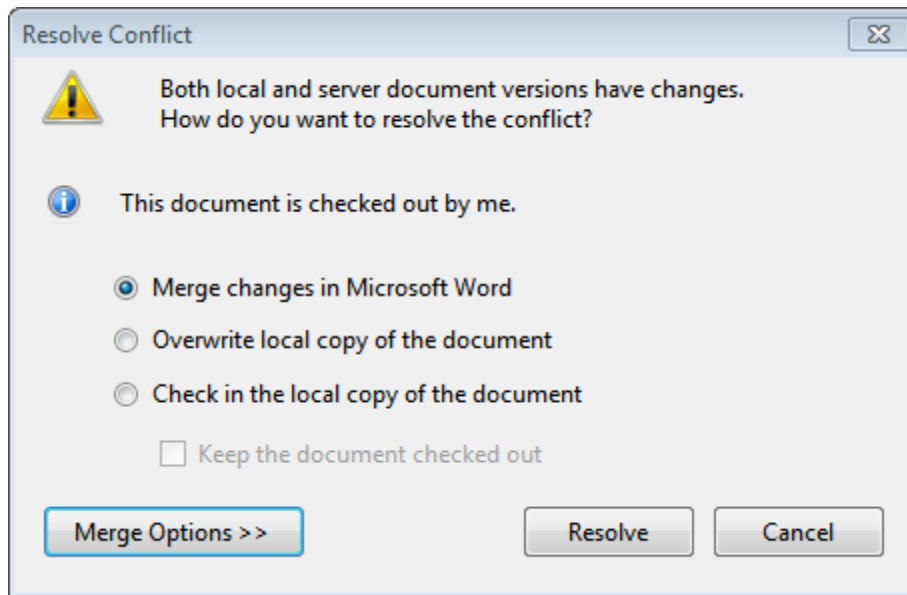 Resolve Conflict
Both local and server document versions have changes.
How do you want to resolve the conflict?
This document is checked out by me.
Merge changes in Microsoft Word
Overwrite local copy of the document
Check in the local copy of the document
Keep the document checked out
Merge Options >>
Resolve
Cancel